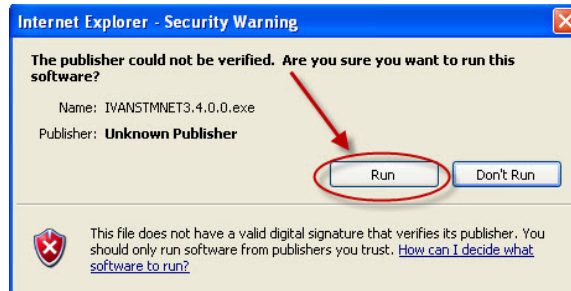 Internet Explorer - Security Warning
The publisher could not be verified. Are you sure you want to run this
software?
Name: IVANSTMNET3.4.0.0.exe
Publisher: Unknown Publisher
Run
Don't Run
This file does not have a valid digital signature that verifies its publisher. You
should only run software from publishers you trust. How can I decide what
software to run?